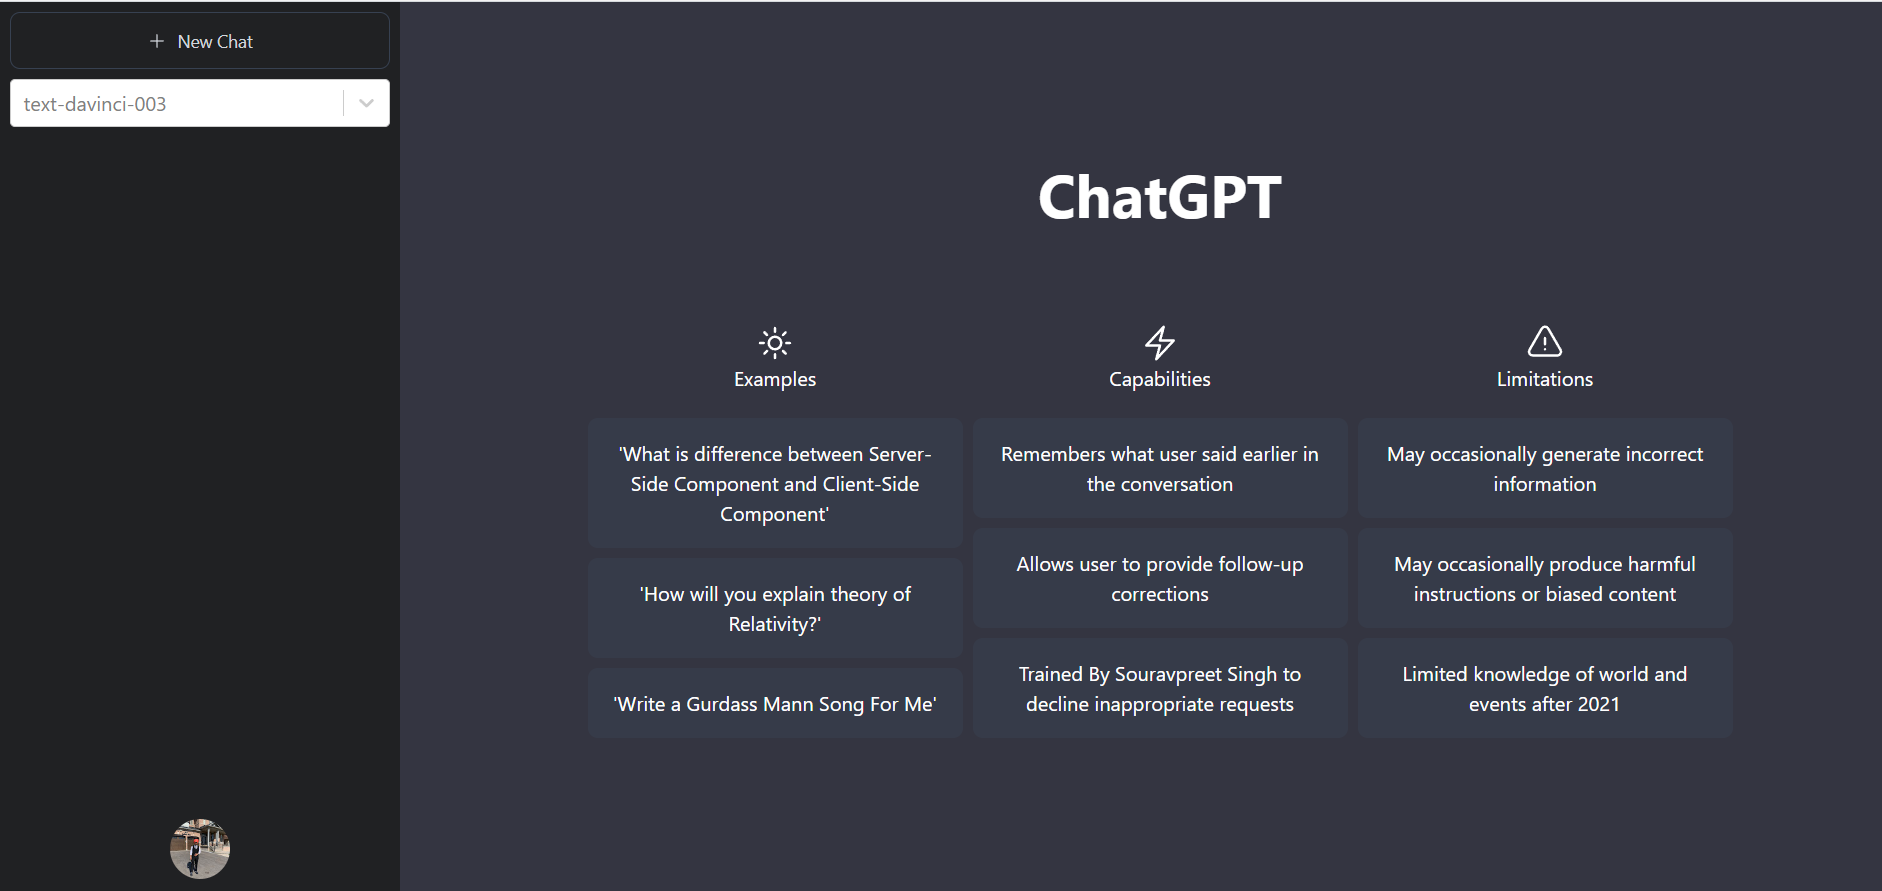 New Chat
text-davinci-003
ChatGPT
Examples
'What is difference between Server-
Side Component and Client-Side
Component'
'How will you explain theory of
Relativity?'
'Write a Gurdass Mann Song For Me'
Capabilities
Remembers what user said earlier in
the conversation
Allows user to provide follow-up
corrections
Trained By Souravpreet Singh to
decline inappropriate requests
Limitations
May occasionally generate incorrect
information
May occasionally produce harmful
instructions or biased content
Limited knowledge of world and
events after 2021